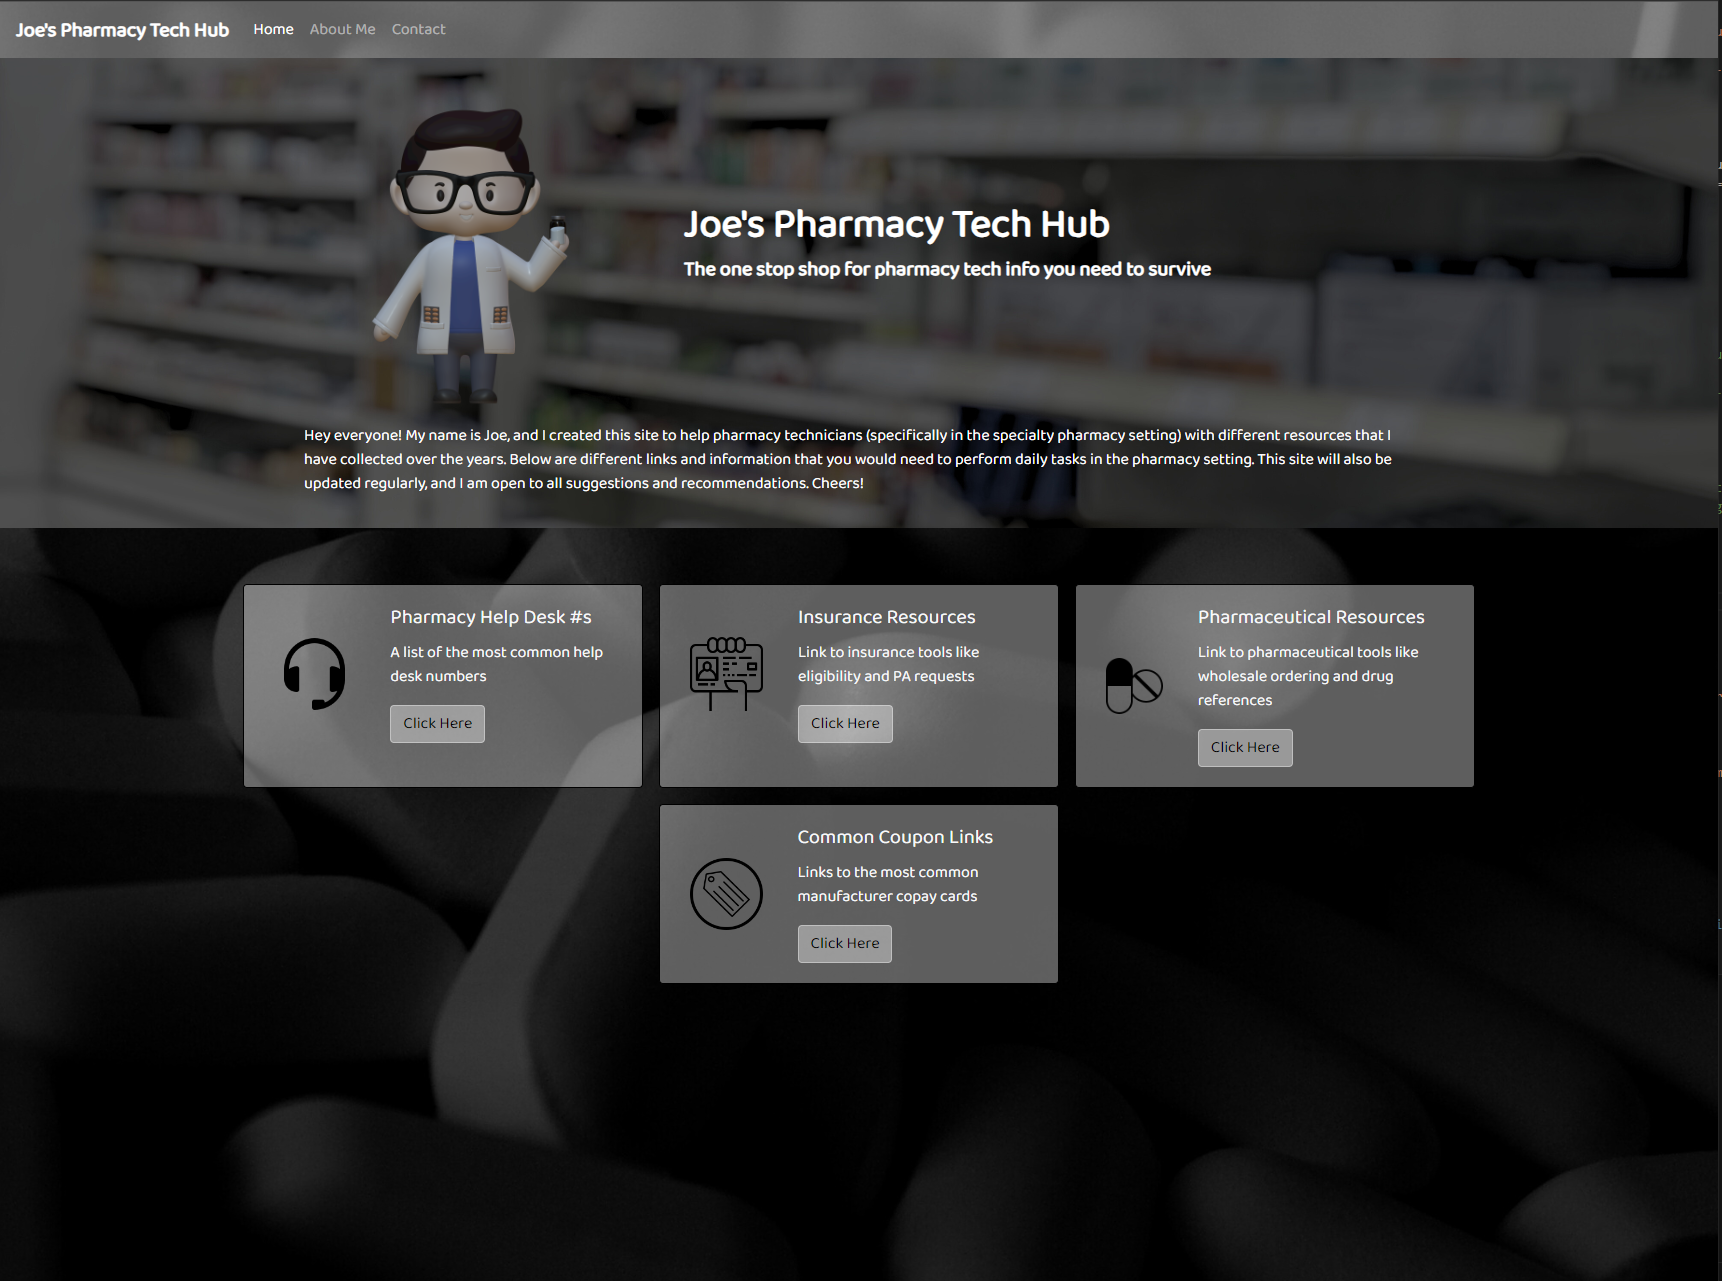 Joe's Pharmacy Tech Hub Home About Me Contact
Joe's Pharmacy Tech Hub
The one stop shop for pharmacy tech info you need to survive
Hey everyone! My name is Joe, and I created this site to help pharmacy technicians (specifically in the specialty pharmacy setting) with different resources that I
have collected over the years. Below are different links and information that you would need to perform daily tasks in the pharmacy setting. This site will also be
updated regularly, and I am open to all suggestions and recommendations. Cheers!
Pharmacy Help Desk #s
A list of the most common help
desk numbers
Click Here
Insurance Resources
Link to insurance tools like
eligibility and PA requests
Click Here
Pharmaceutical Resources
Link to pharmaceutical tools like
wholesale ordering and drug
references
Click Here
Common Coupon Links
Links to the most common
manufacturer copay cards
Click Here